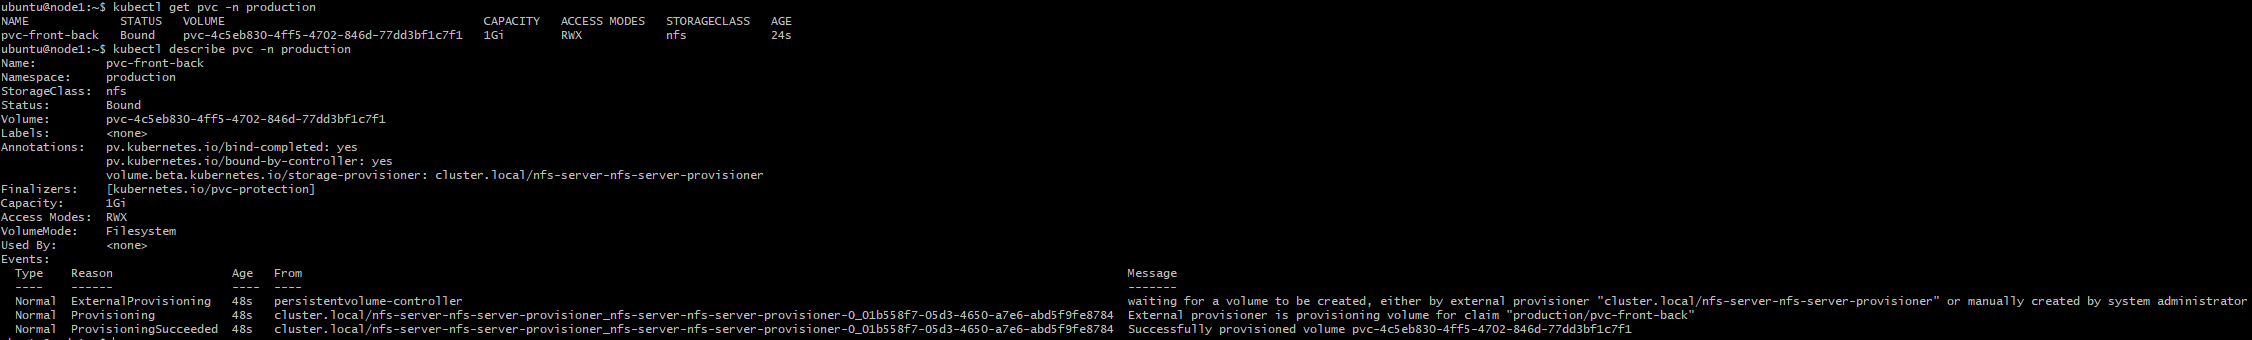 ubuntu@node1:~$ kubectl get pvc -n production
NAME             STATUS   VOLUME                                     CAPACITY   ACCESS MODES   STORAGECLASS   AGE
pvc-front-back   Bound    pvc-4c5eb830-4ff5-4702-846d-77dd3bf1c7f1   1Gi        RWX            nfs            24s
ubuntu@node1:~$ kubectl describe pvc -n production
Name:          pvc-front-back
Namespace:     production
StorageClass:  nfs
Status:        Bound
Volume:        pvc-4c5eb830-4ff5-4702-846d-77dd3bf1c7f1
Labels:        <none>
Annotations:   pv.kubernetes.io/bind-completed: yes
               pv.kubernetes.io/bound-by-controller: yes
               volume.beta.kubernetes.io/storage-provisioner: cluster.local/nfs-server-nfs-server-provisioner
Finalizers:    [kubernetes.io/pvc-protection]
Capacity:      1Gi
Access Modes:  RWX
VolumeMode:    Filesystem
Used By:       <none>
Events:
  Type    Reason                 Age   From                                                                                                                      Message
  ----    ------                 ----  ----                                                                                                                      -------
  Normal  ExternalProvisioning   48s   persistentvolume-controller                                                                                               waiting for a volume to be created, either by external provisioner "cluster.local/nfs-server-nfs-server-provisioner" or manually created by system administrator
  Normal  Provisioning           48s   cluster.local/nfs-server-nfs-server-provisioner_nfs-server-nfs-server-provisioner-0_01b558f7-05d3-4650-a7e6-abd5f9fe8784  External provisioner is provisioning volume for claim "production/pvc-front-back"
  Normal  ProvisioningSucceeded  48s   cluster.local/nfs-server-nfs-server-provisioner_nfs-server-nfs-server-provisioner-0_01b558f7-05d3-4650-a7e6-abd5f9fe8784  Successfully provisioned volume pvc-4c5eb830-4ff5-4702-846d-77dd3bf1c7f1